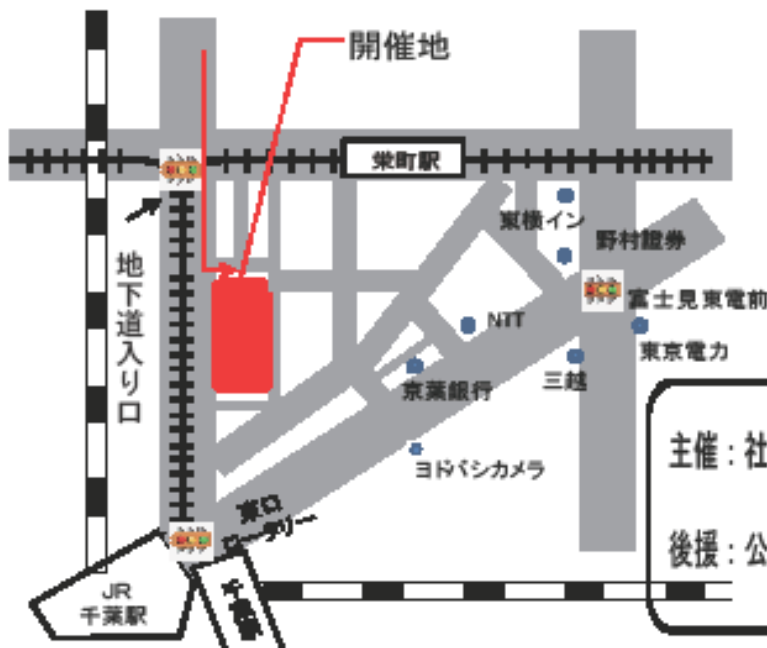 開催地
栄町駅
東横イン
野村證券
地下道入り口
富士見東電前
NTT
東京電力
三越
京葉銀行
主催：社
ヨドバシカメラ
東口
ロータリー
後援：公
JR
千葉駅